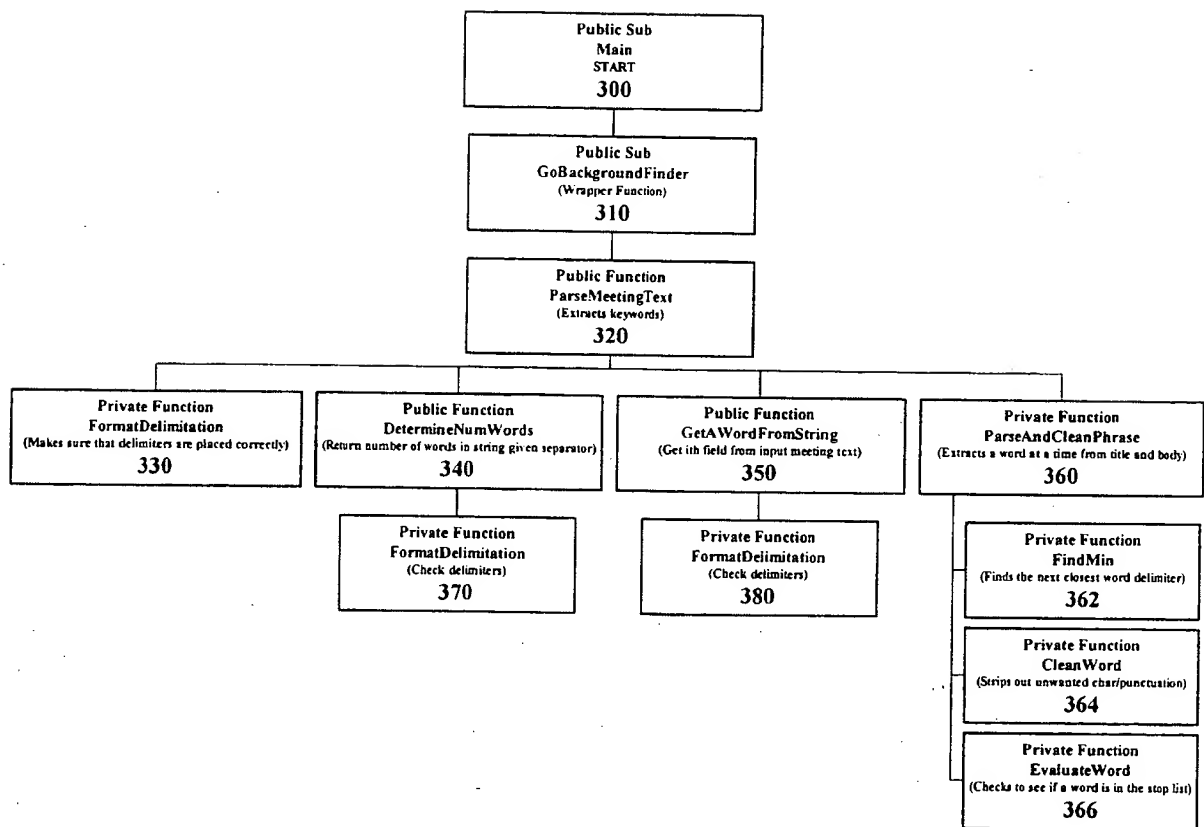 Public Sub
Main
START
300
Public Sub
GoBackgroundFinder
(Wrapper Function)
310
Public Function
ParseMeetingText
(Extracts keywords)
320
Private Function
FormatDelimitation
(Makes sure that delimiters are placed correctly)
330
Public Function
DetermineNumWords
(Return number of words in string given separator)
340
Public Function
GetAWordFromString
(Get ith field from input meeting text)
350
Private Function
ParseAndCleanPhrase
(Extracts a word at a time from title and body)
360
Private Function
FormatDelimitation
(Check delimiters)
370
Private Function
FormatDelimitation
(Check delimiters)
380
Private Function
FindMin
(Finds the next closest word delimiter)
362
Private Function
CleanWord
(Strips out unwanted char/punctuation)
364
Private Function
EvaluateWord
(Checks to see if a word is in the stop list)
366